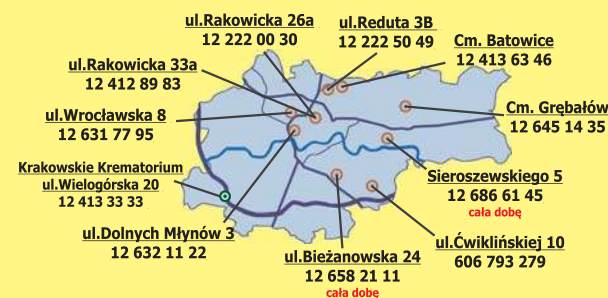 ul.Rakowicka 26a
12 222 00 30
ul.Reduta 3B
12 222 50 49
Cm. Batowice
12 413 63 46
ul.Rakowicka 33a
12 412 89 83
Cm. Grębałów
12 645 14 35
ul.Wrocławska 8
12 631 77 95
Krakowskie Krematorium
ul.Wielogórska 20
12 413 33 33
Sieroszewskiego 5
12 686 61 45
cała dobę
ul.Dolnych Młynów 3
12 632 11 22
ul.Bieżanowska 24
12 658 21 11
cała dobę
ul.Ćwiklińskiej 10
606 793 279